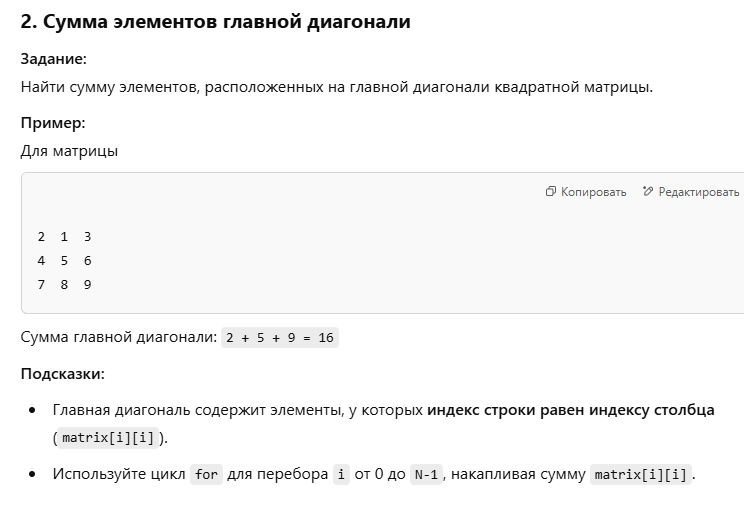 2. Сумма элементов главной диагонали
Задание:
Найти сумму элементов, расположенных на главной диагонали квадратной матрицы.
Пример:
Для матрицы
Копировать Редактировать
2 1 3
4 5 6
7 8 9
Сумма главной диагонали: 2 + 5 + 9 = 16
Подсказки:
• Главная диагональ содержит элементы, у которых индекс строки равен индексу столбца
(matrix[i][i]).
• Используйте цикл for для перебора i от 0 до N-1, накапливая сумму matrix[i][i].